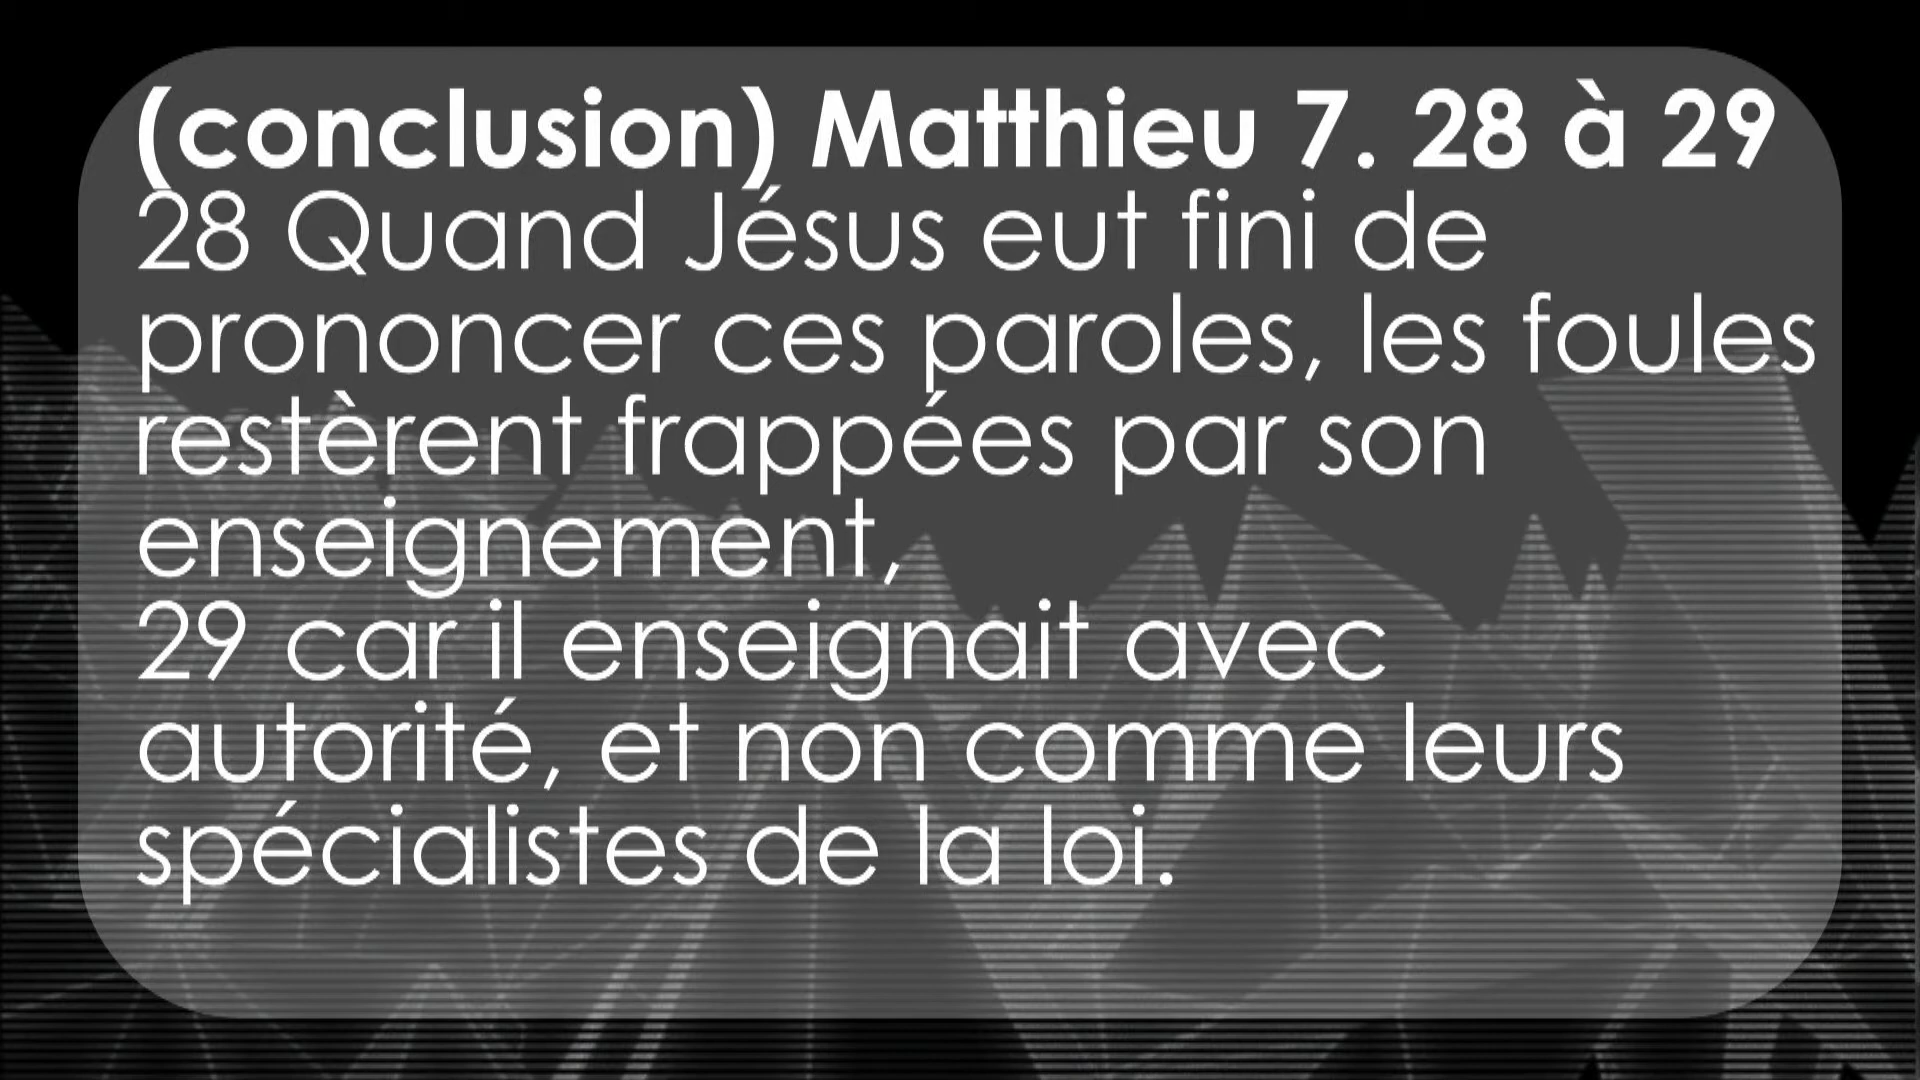 (conclusion) Matthieu 7. 28 à 29
28 Quand Jésus eut fini de
prononcer ces paroles, les foules
restèrent frappées par son
enseignement,
29 car il enseignait avec
autorité, et non comme leurs
spécialistes de la loi.